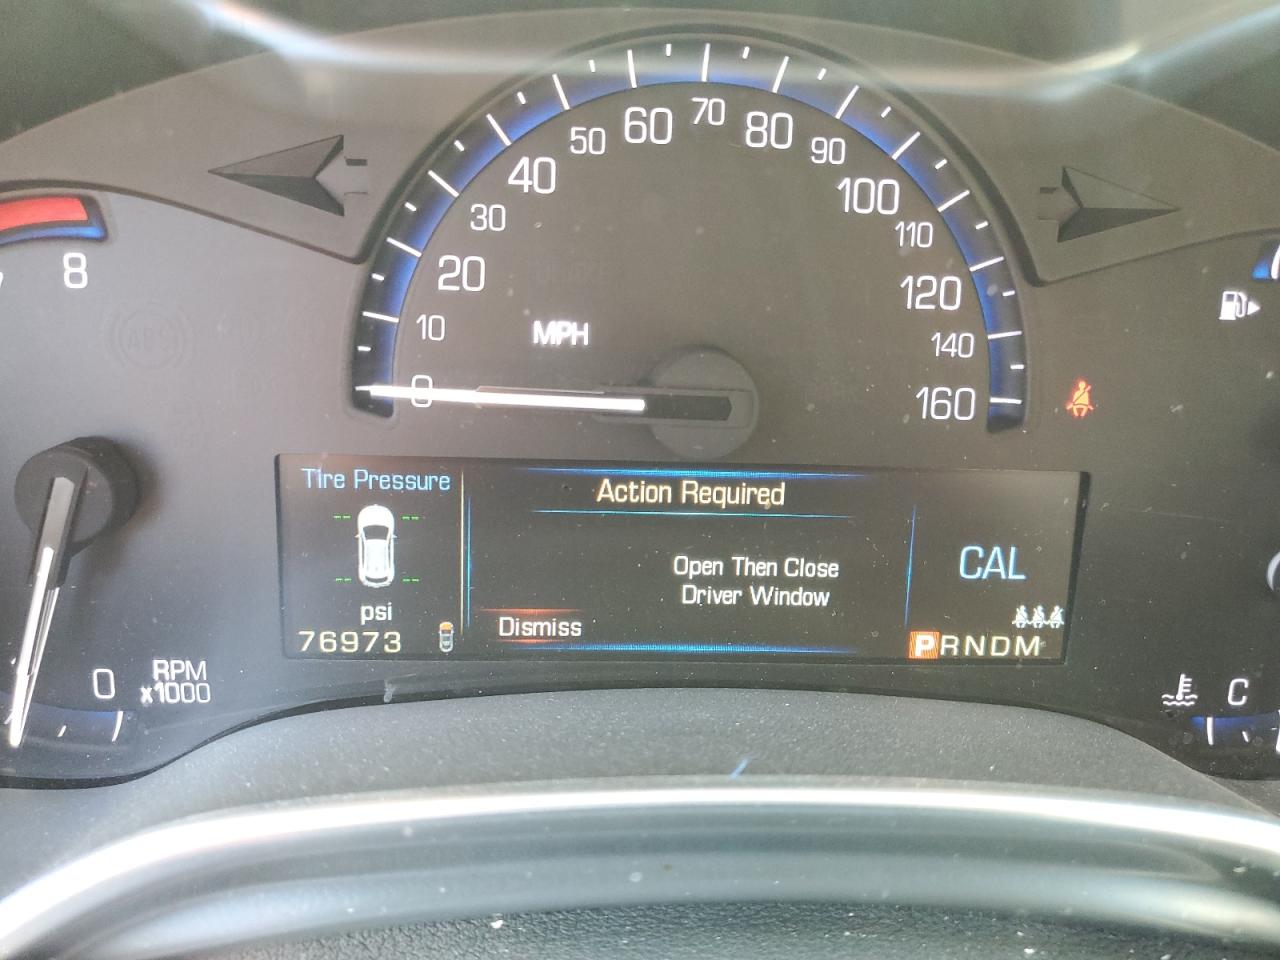 70
60
80
50
90
40
100
30
110
20
120
10
MPH
140
0
160
8
ABS
Tire Pressure
Action Required
Open Then Close
Driver Window
CAL
psi
Dismiss
76973
PRNDM
0
RPM
x1000
C